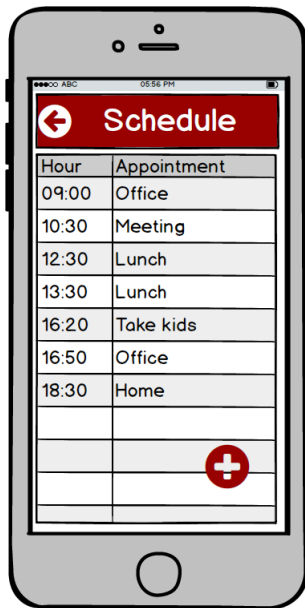 ABC 05:56 PM
Schedule
Hour Appointment
09:00 Office
10:30 Meeting
12:30 Lunch
13:30 Lunch
16:20 Take kids
16:50 Office
18:30 Home